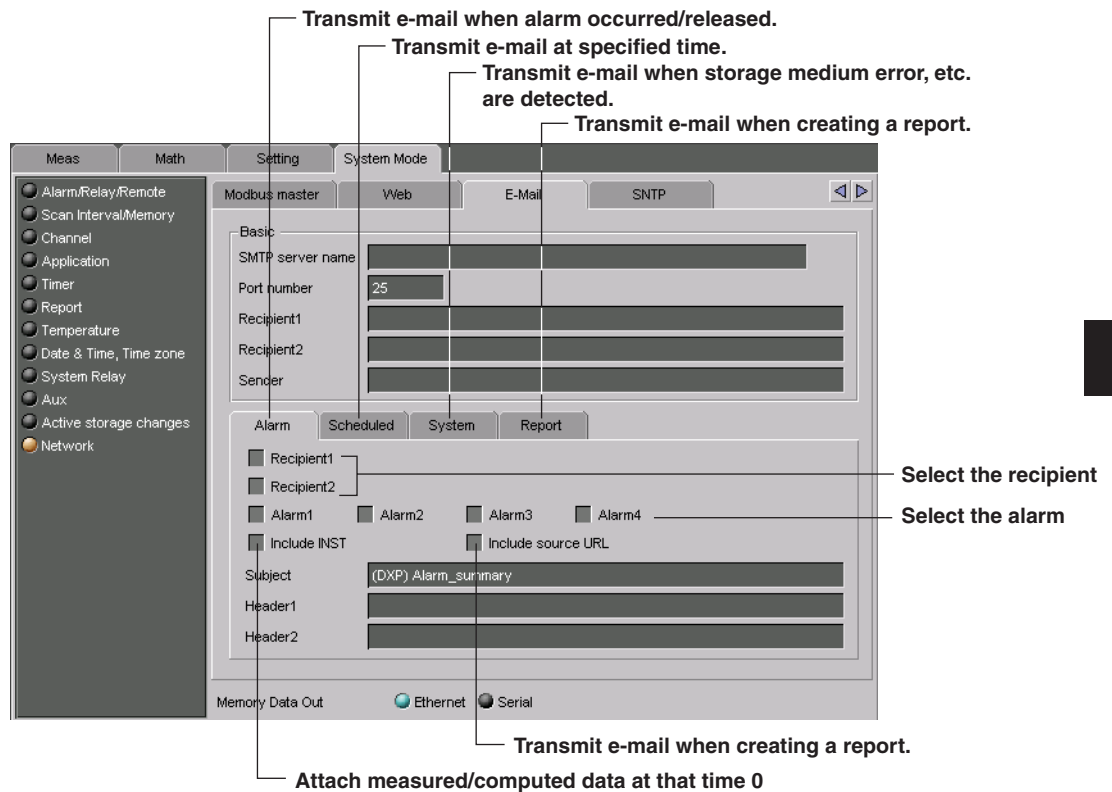 Transmit e-mail when alarm occurred/released.
Transmit e-mail at specified time.
Transmit e-mail when storage medium error, etc.
are detected.
Transmit e-mail when creating a report.
Meas Math Setting System Mode
Alarm/Relay/Remote
Scan Interval/Memory
Channel
Application
Timer
Report
Temperature
Date & Time, Time zone
System Relay
Aux
Active storage changes
Network
Modbus master Web E-Mail SNTP
Basic
SMTP server name
Port number 25
Recipient1
Recipient2
Sender
Alarm Scheduled System Report
Recipient1
Recipient2
Select the recipient
Alarm1 Alarm2 Alarm3 Alarm4
Select the alarm
Include INST Include source URL
Subject (DXP) Alarm_summary
Header1
Header2
Memory Data Out Ethernet Serial
Transmit e-mail when creating a report.
Attach measured/computed data at that time 0